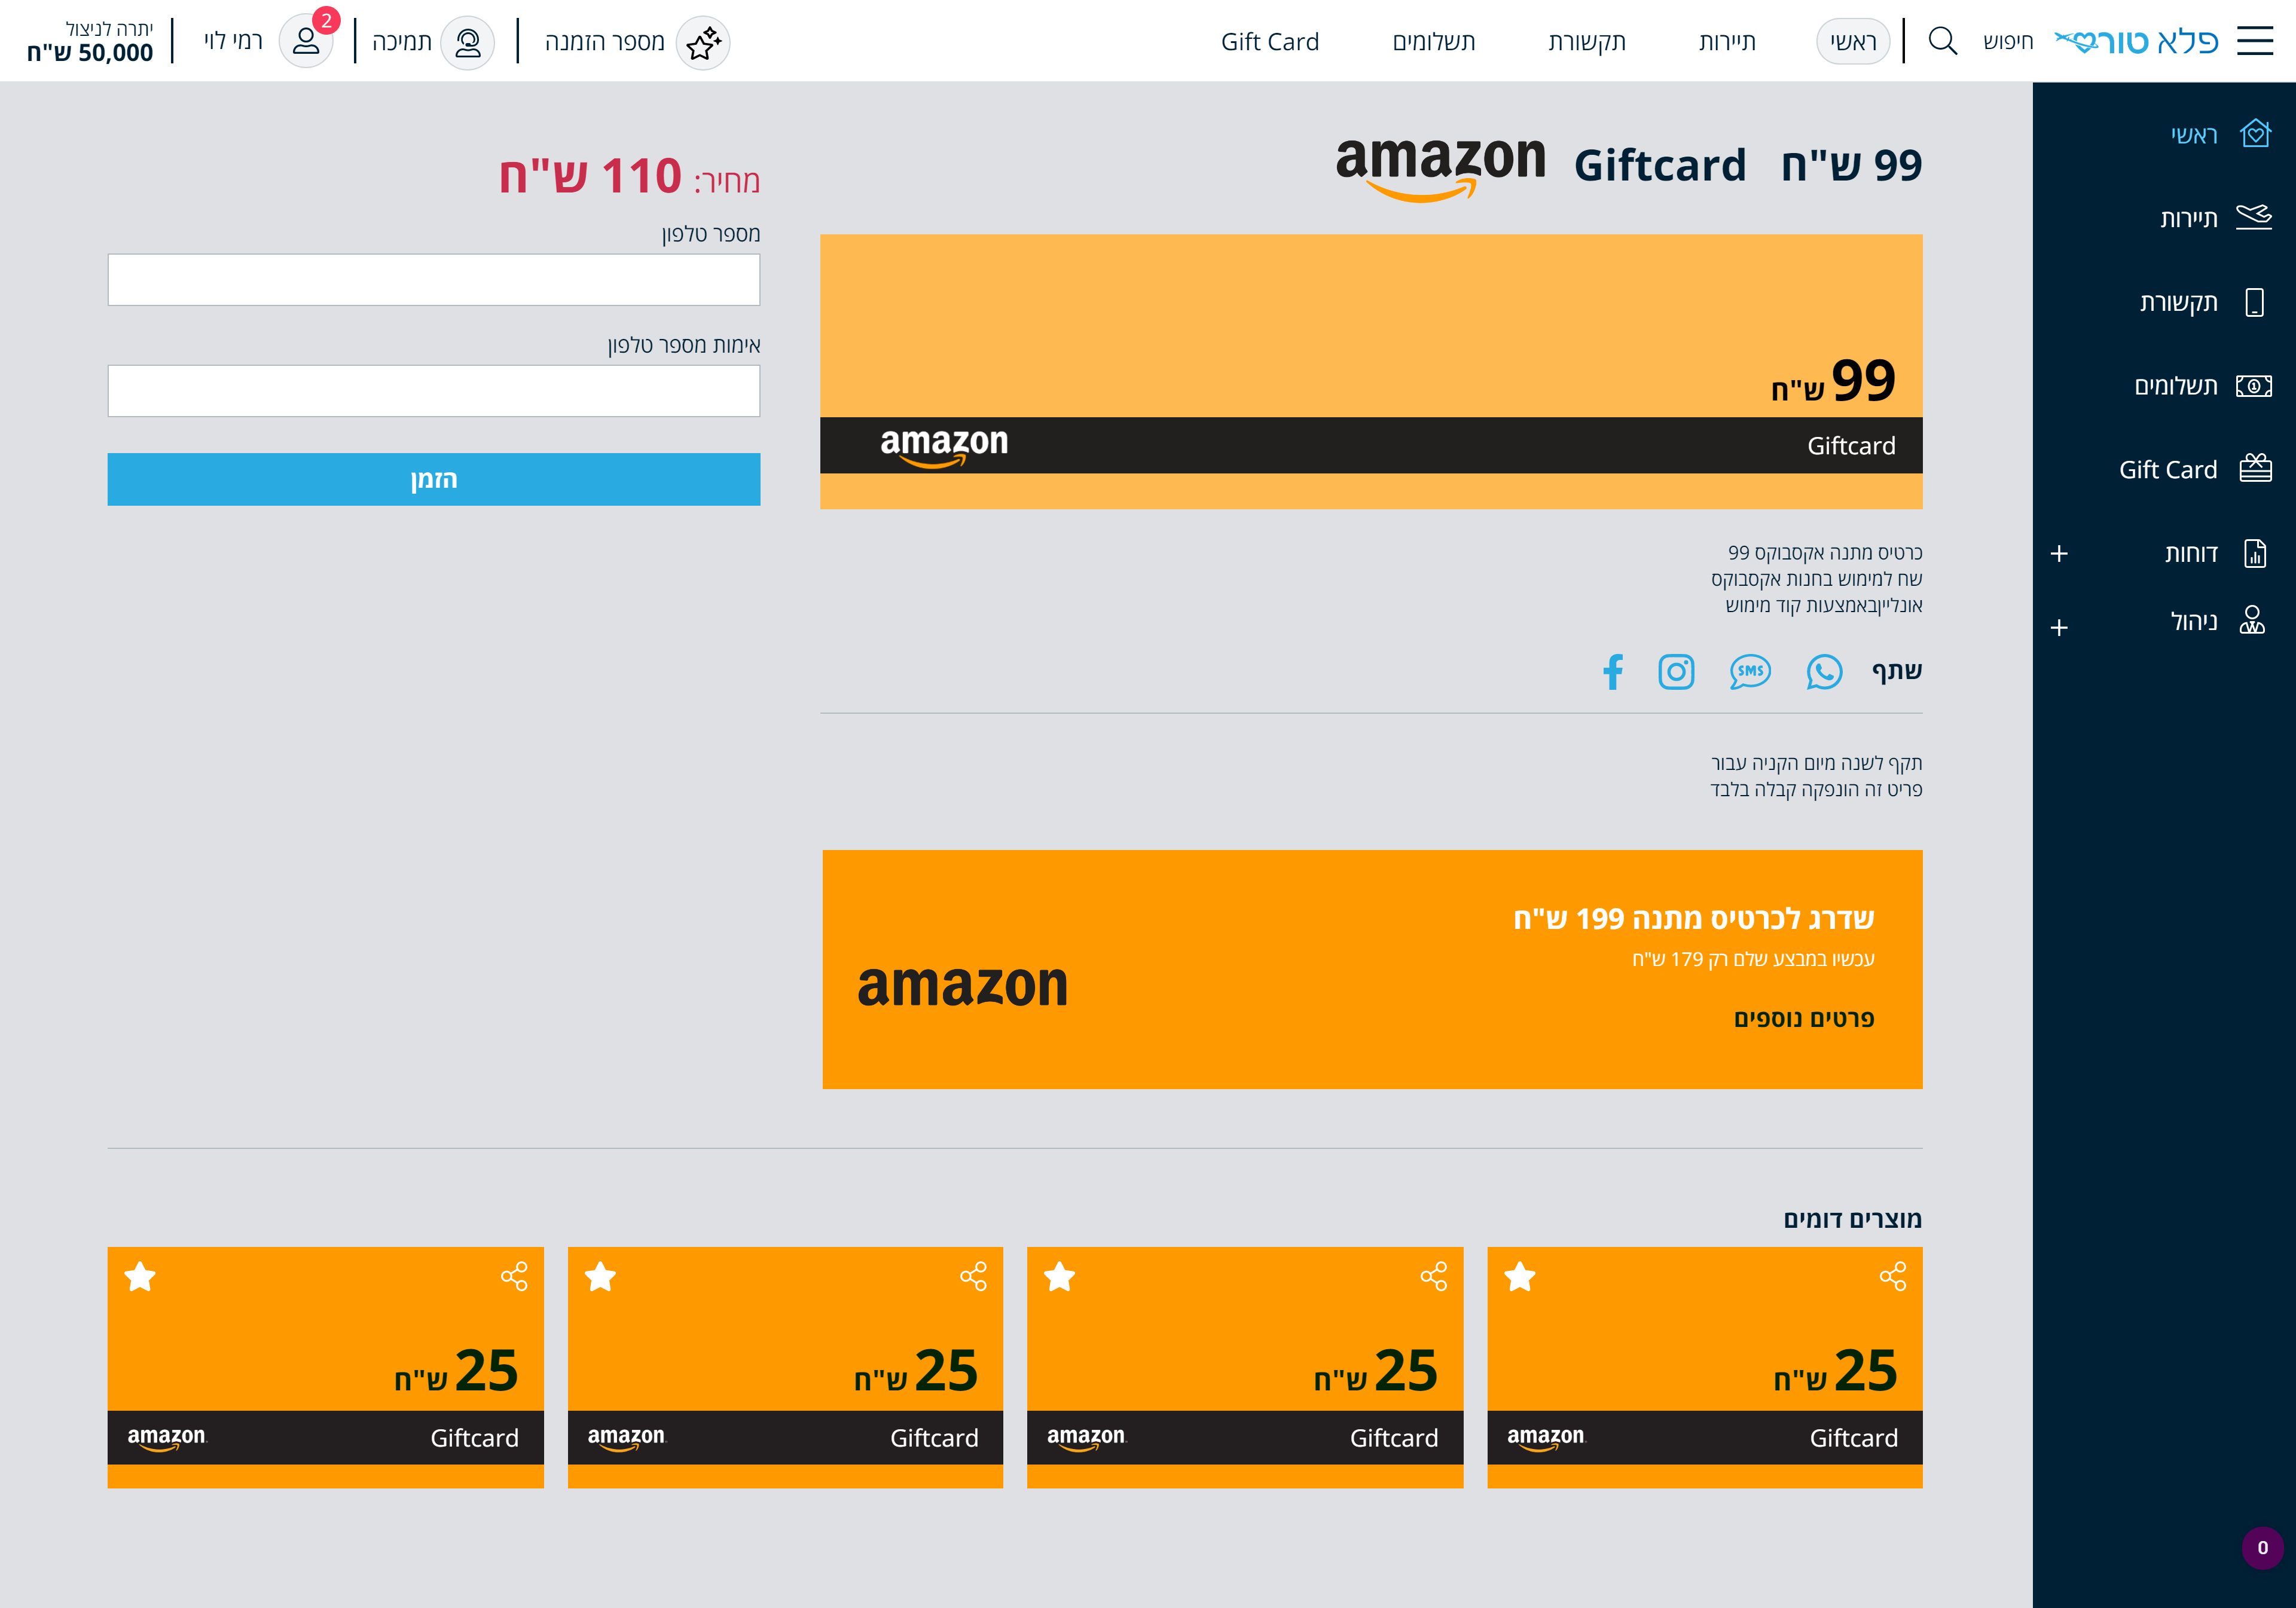 פלא טורס
חיפוש
ראשי
תיירות
תקשורת
תשלומים
Gift Card
מספר הזמנה
תמיכה
2
רמי לוי
יתרה לניצול
50,000 ש"ח
ראשי
תיירות
תקשורת
תשלומים
Gift Card
דוחות
ניהול
99 ש"ח Giftcard amazon
99 ש"ח
Giftcard amazon
כרטיס מתנה אקסבוקס 99
שח למימוש בחנות אקסבוקס
אונלייןבאמצעות קוד מימוש
שתף
SMS
תקף לשנה מיום הקניה עבור
פריט זה הונפקה קבלה בלבד
מחיר: 110 ש"ח
מספר טלפון
אימות מספר טלפון
הזמן
שדרג לכרטיס מתנה 199 ש"ח
עכשיו במבצע שלם רק 179 ש"ח
amazon
פרטים נוספים
מוצרים דומים
25 ש"ח
Giftcard amazon
25 ש"ח
Giftcard amazon
25 ש"ח
Giftcard amazon
25 ש"ח
Giftcard amazon
0